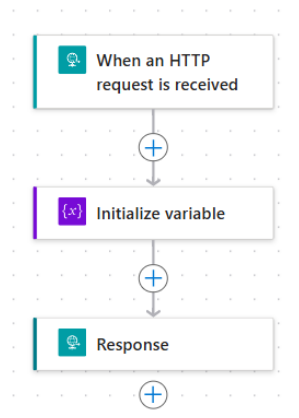 When an HTTP
request is received
{x}
Initialize variable
Response